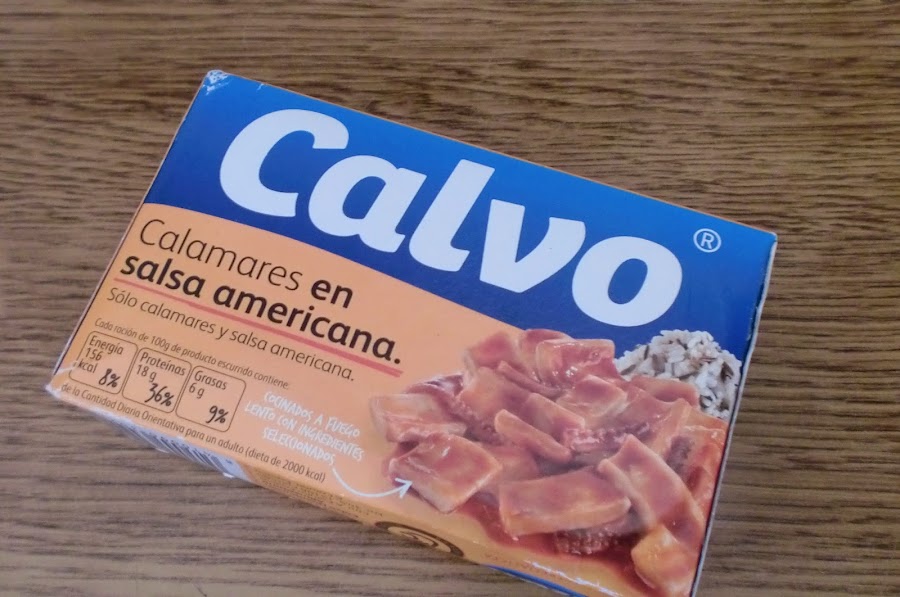 Calvo®
Calamares en
salsa americana.
Sólo calamares y salsa americana.
Cada ración de 100g de producto escurrido contiene:
Energía
156
kcal
8%
Proteínas
18 g
36%
Grasas
6 g
9%
de la Cantidad Diaria Orientativa para un adulto (dieta de 2000 kcal)
COCINADOS A FUEGO
LENTO CON INGREDIENTES
SELECCIONADOS